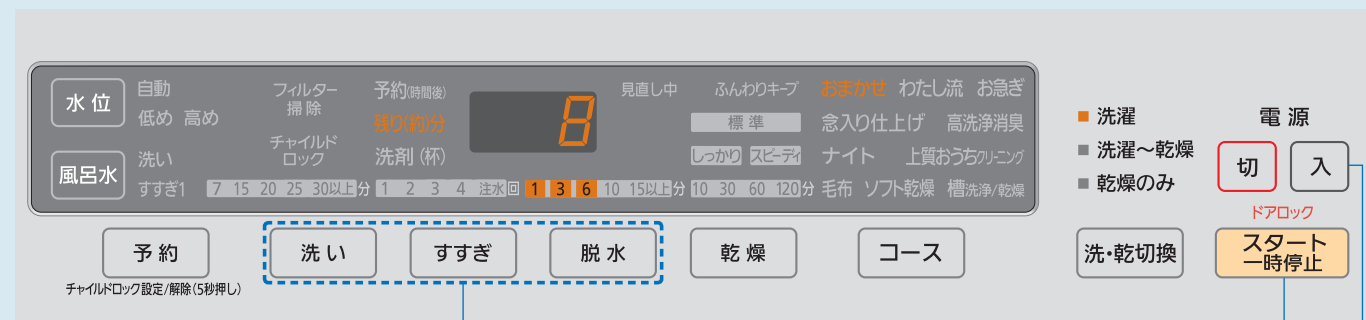 水位
自動
低め 高め
風呂水
洗い
すすぎ1
フィルター
掃除
チャイルド
ロック
予約(時間後)
残り(約)分
洗剤(杯)
8
見直し中
ふんわりキープ
標準
しっかり スピーディ
おまかせ わたし流 お急ぎ
念入り仕上げ 高洗浄消臭
ナイト 上質おうちクリーニング
7 15 20 25 30以上分 1 2 3 4 注水回 1 3 6 10 15以上分 10 30 60 120分 毛布 ソフト乾燥 槽洗浄/乾燥
洗濯
洗濯~乾燥
乾燥のみ
電源
切 入
ドアロック
予約
洗い
すすぎ
脱水
乾燥
コース
洗・乾切換
スタート
一時停止
チャイルドロック設定/解除(5秒押し)